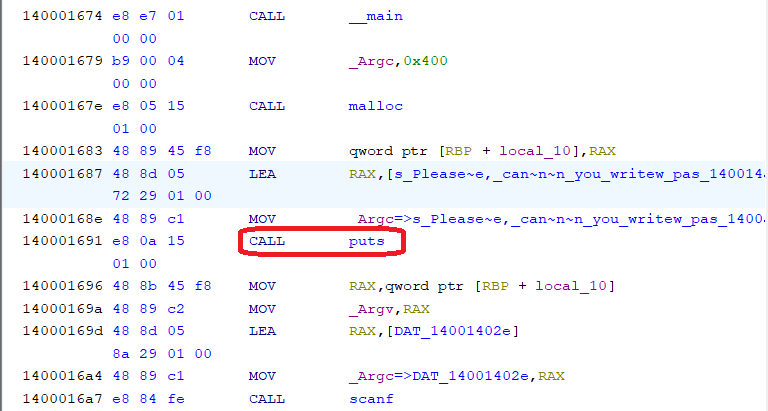 140001674 e8 e7 01 CALL __main
00 00
140001679 b9 00 04 MOV _Argc,0x400
00 00
14000167e e8 05 15 CALL malloc
01 00
140001683 48 89 45 f8 MOV qword ptr [RBP + local_10],RAX
140001687 48 8d 05 LEA RAX,[s_Please~e,_can~n~n_you_writew_pas_140014
72 29 01 00
14000168e 48 89 c1 MOV _Argc=>s_Please~e,_can~n~n_you_writew_pas_1400
140001691 e8 0a 15 CALL puts
01 00
140001696 48 8b 45 f8 MOV RAX,qword ptr [RBP + local_10]
14000169a 48 89 c2 MOV _Argv,RAX
14000169d 48 8d 05 LEA RAX,[DAT_14001402e]
8a 29 01 00
1400016a4 48 89 c1 MOV _Argc=>DAT_14001402e,RAX
1400016a7 e8 84 fe CALL scanf